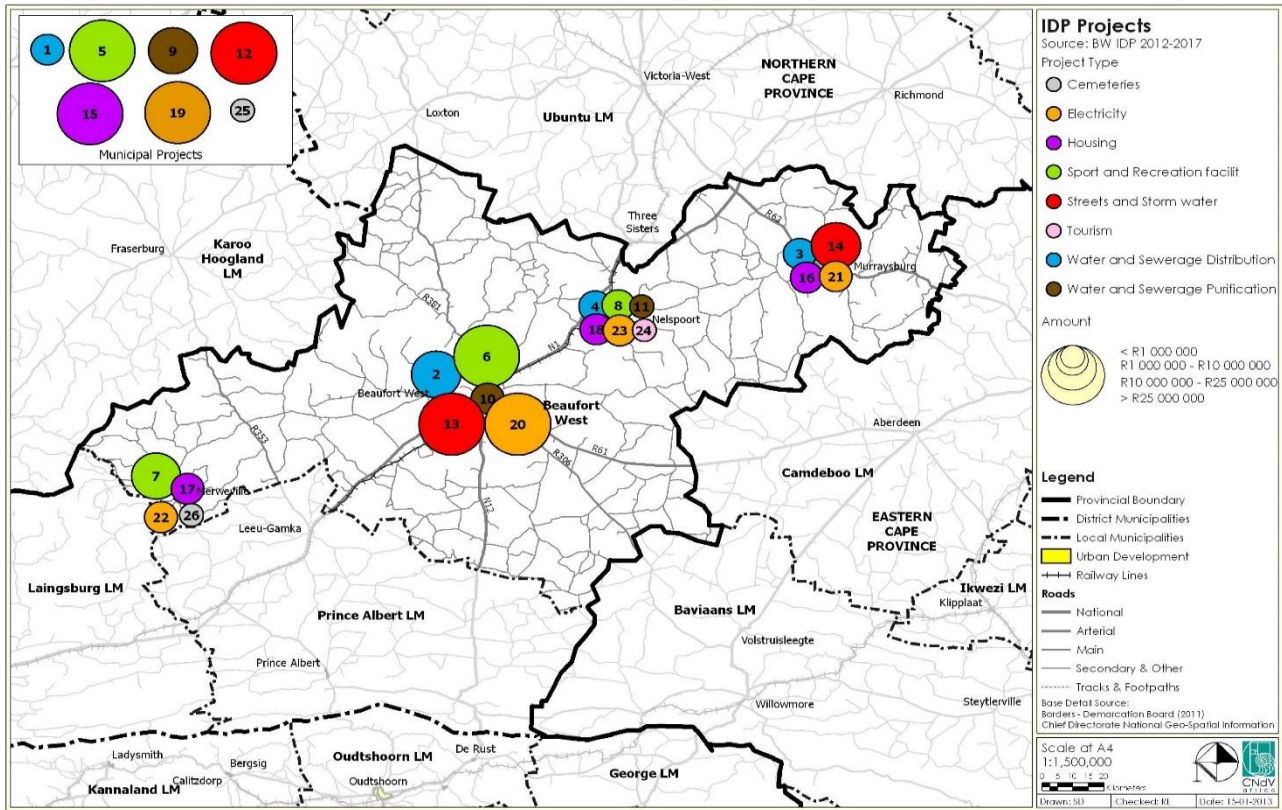 1
5
9
12
15
19
25
Municipal Projects
NORTHERN
CAPE
PROVINCE
Victoria-West
Richmond
Loxton
Ubuntu LM
Three
Sisters
R63
Fraserburg
Karoo
Hoogland
LM
3
14
16
21
Murraysburg
R381
4
8
11
18
23
24
Nelspoort
N1
6
2
Beaufort West
10
Beaufort
West
13
20
R61
R306
N12
Aberdeen
Camdeboo LM
R353
7
17
Merweville
22
26
Leeu-Gamka
EASTERN
CAPE
PROVINCE
Laingsburg LM
Prince Albert LM
Baviaans LM
Ikwezi LM
Klipplaat
Volstruisleegte
Prince Albert
Willowmore
Steytlerville
Ladysmith
Calitzdorp
Bergsig
Kannaland LM
Oudtshoorn LM
Oudtshoorn
De Rust
George LM
IDP Projects
Source: BW IDP 2012-2017
Project Type
Cemeteries
Electricity
Housing
Sport and Recreation facilit
Streets and Storm water
Tourism
Water and Sewerage Distribution
Water and Sewerage Purification
Amount
< R1 000 000
R1 000 000 - R10 000 000
R10 000 000 - R25 000 000
> R25 000 000
Legend
Provincial Boundary
District Municipalities
Local Municipalities
Urban Development
Railway Lines
Roads
National
Arterial
Main
Secondary & Other
Tracks & Footpaths
Base Detail Source:
Borders - Demarcation Board (2011)
Chief Directorate National Geo-Spatial Information
Scale at A4
1:1,500,000
0 5 10 15 20
Kilometers
CNdV
africa
Drawn: SD
Checked: RE
Date: 15-01-2013